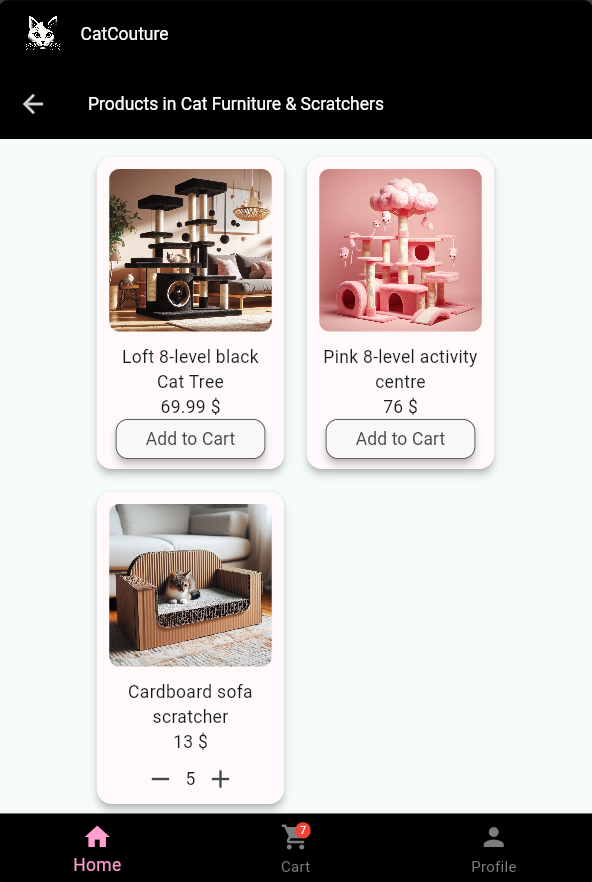 CatCouture
Products in Cat Furniture & Scratchers
Loft 8-level black
Cat Tree
69.99 $
Add to Cart
Pink 8-level activity
centre
76 $
Add to Cart
Cardboard sofa
scratcher
13 $
5
7
Home
Cart
Profile